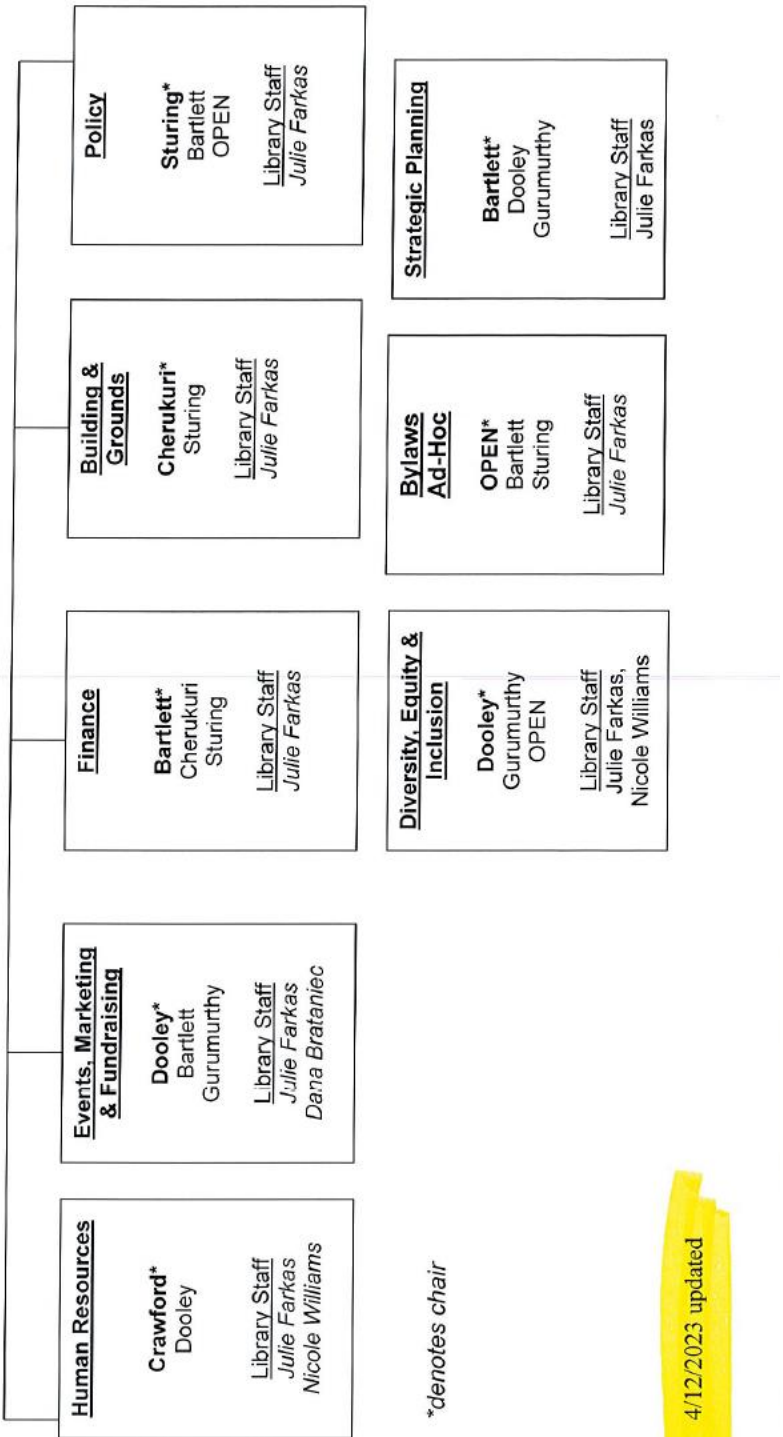 Human Resources
Crawford*
Dooley
Library Staff
Julie Farkas
Nicole Williams
Events, Marketing
& Fundraising
Dooley*
Bartlett
Gurumurthy
Library Staff
Julie Farkas
Dana Brataniec
Finance
Bartlett*
Cherukuri
Sturing
Library Staff
Julie Farkas
Building &
Grounds
Cherukuri*
Sturing
Library Staff
Julie Farkas
Policy
Sturing*
Bartlett
OPEN
Library Staff
Julie Farkas
Diversity, Equity &
Inclusion
Dooley*
Gurumurthy
OPEN
Library Staff
Julie Farkas,
Nicole Williams
Bylaws
Ad-Hoc
OPEN*
Bartlett
Sturing
Library Staff
Julie Farkas
Strategic Planning
Bartlett*
Dooley
Gurumurthy
Library Staff
Julie Farkas
*denotes chair
4/12/2023 updated